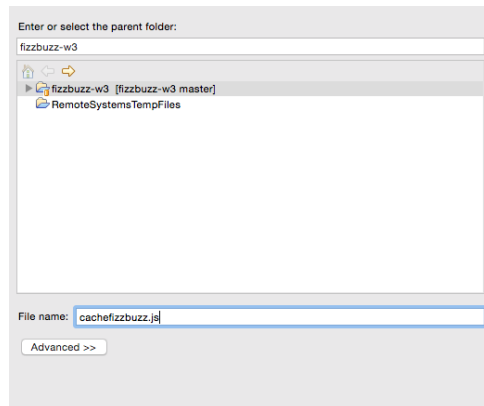 Enter or select the parent folder:
fizzbuzz-w3
fizzbuzz-w3 [fizzbuzz-w3 master]
RemoteSystemsTempFiles
File name: cachefizzbuzz.js
Advanced >>